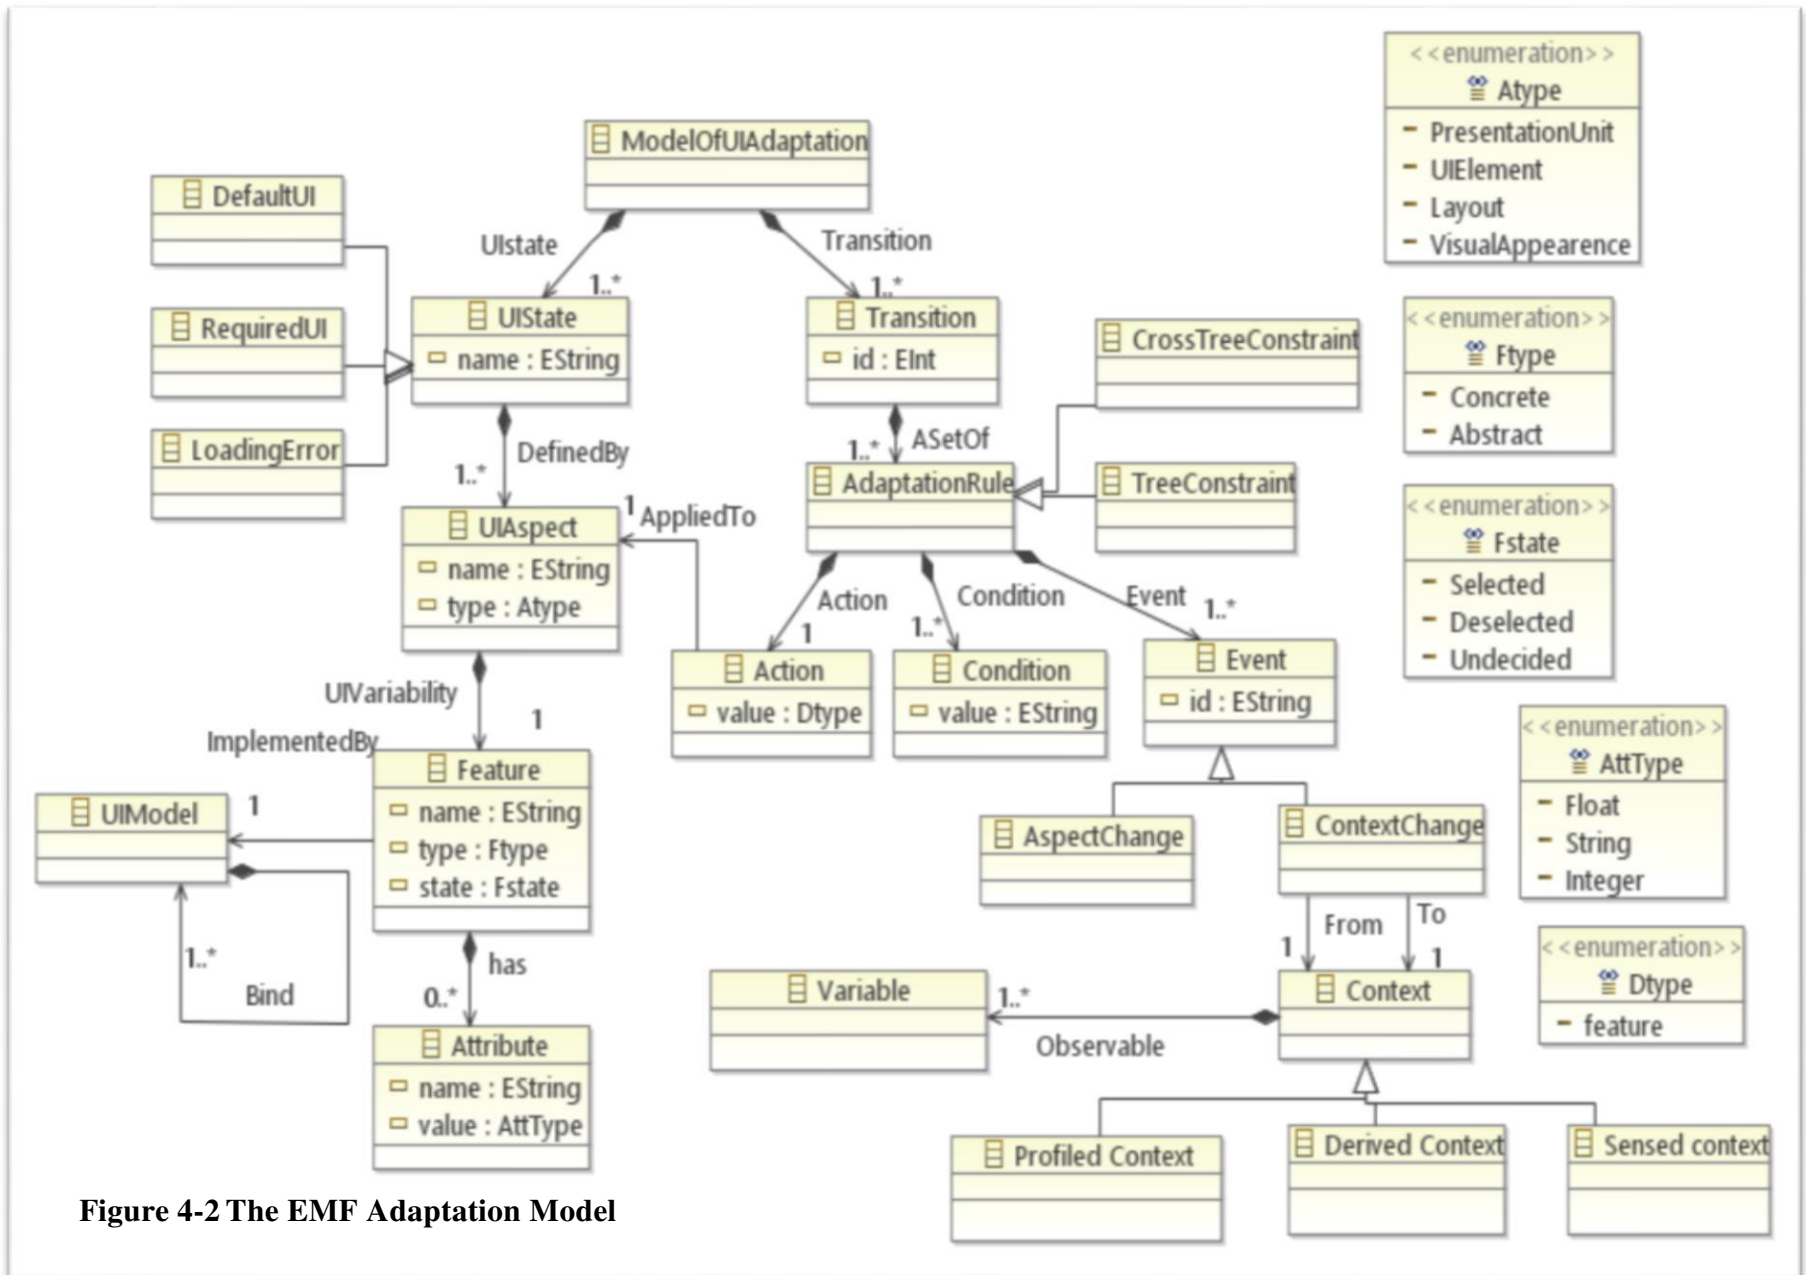 ModelOfUIAdaptation
UIstate
1..*
Transition
1..*
DefaultUI
RequiredUI
LoadingError
UIState
name : EString
Transition
id : EInt
CrossTreeConstraint
TreeConstraint
DefinedBy
1..*
ASetOf
1..*
AdaptationRule
UIAspect
name : EString
type : Atype
1
AppliedTo
Action
1
Condition
1..*
Event
1..*
Action
value : Dtype
Condition
value : EString
Event
id : EString
UIVariability
1
ImplementedBy
1
Feature
name : EString
type : Ftype
state : Fstate
UIModel
1..*
Bind
has
0..*
Attribute
name : EString
value : AttType
AspectChange
ContextChange
From
1
To
1
Variable
1..*
Observable
Context
Profiled Context
Derived Context
Sensed context
<<enumeration>>
Atype
PresentationUnit
UIElement
Layout
VisualAppearence
<<enumeration>>
Ftype
Concrete
Abstract
<<enumeration>>
Fstate
Selected
Deselected
Undecided
<<enumeration>>
AttType
Float
String
Integer
<<enumeration>>
Dtype
feature
Figure 4-2 The EMF Adaptation Model